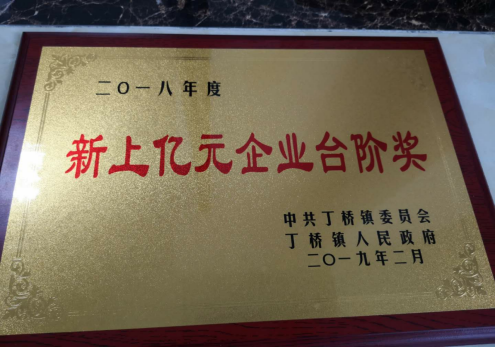 二〇一八年度
新上亿元企业台阶奖
中共丁桥镇委员会
丁桥镇人民政府
二〇一九年二月